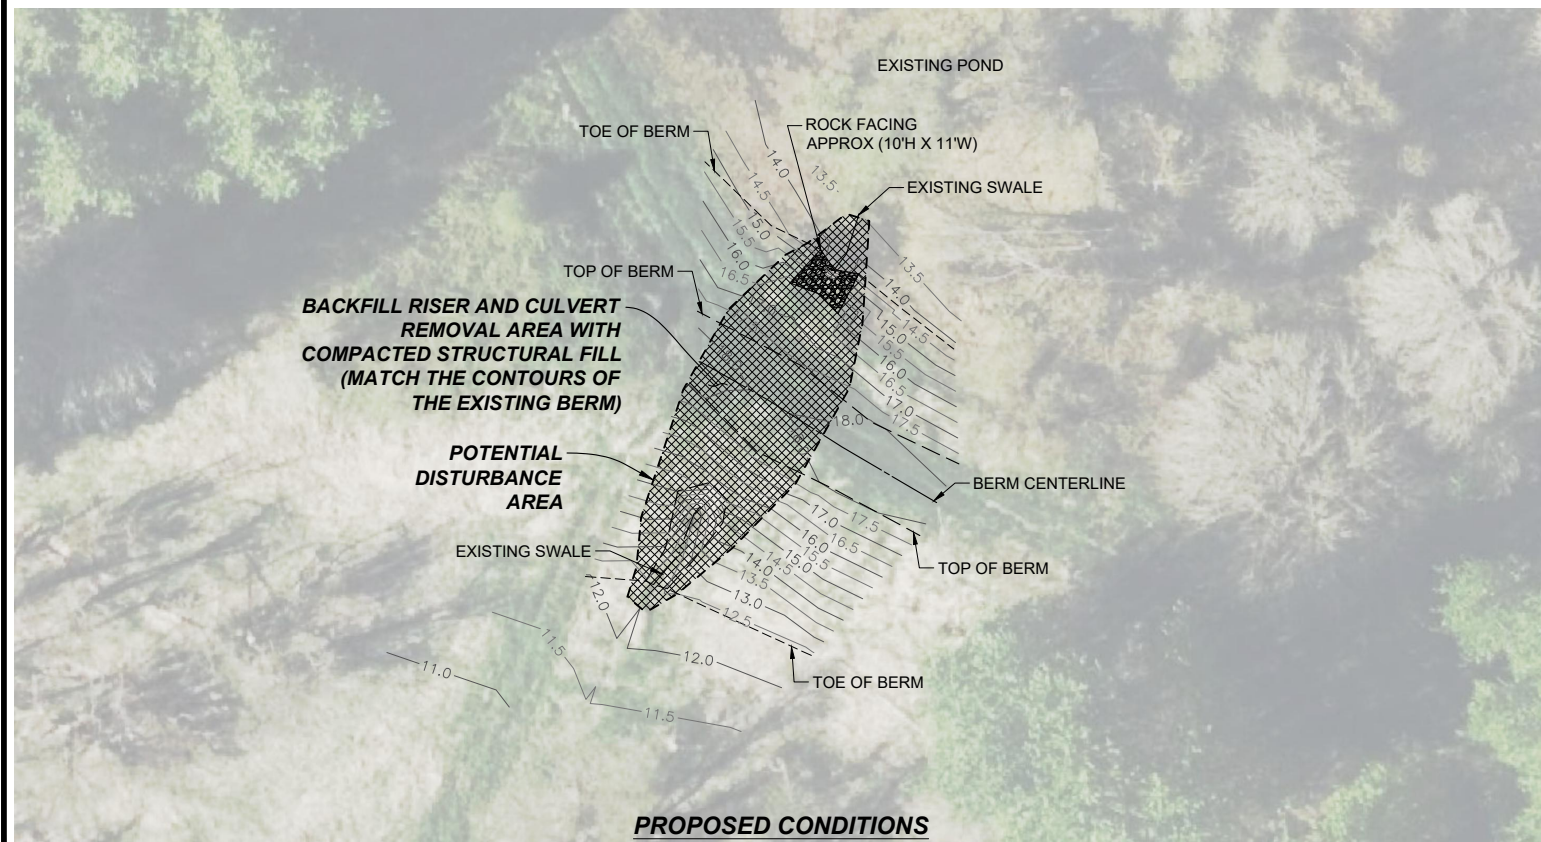 EXISTING POND
TOE OF BERM
ROCK FACING
APPROX (10'H X 11'W)
EXISTING SWALE
14.0
13.5
14.5
15.0
15.5
16.0
16.5
TOP OF BERM
13.5
14.0
14.5
15.0
15.5
16.0
16.5
17.0
17.5
18.0
BACKFILL RISER AND CULVERT
REMOVAL AREA WITH
COMPACTED STRUCTURAL FILL
(MATCH THE CONTOURS OF
THE EXISTING BERM)
POTENTIAL
DISTURBANCE
AREA
BERM CENTERLINE
17.5
17.0
16.5
16.0
15.5
15.0
14.5
14.0
13.5
13.0
12.5
EXISTING SWALE
TOP OF BERM
12.0
12.0
TOE OF BERM
11.5
11.0
11.5
PROPOSED CONDITIONS